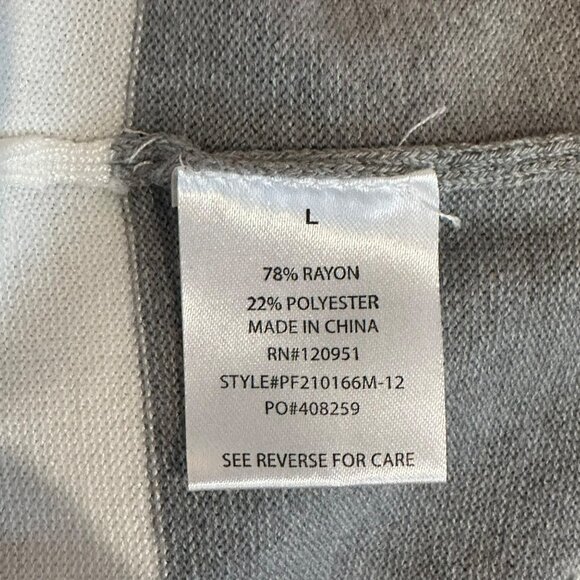 L
78% RAYON
22% POLYESTER
MADE IN CHINA
RN#120951
STYLE#PF210166M-12
PO#408259
SEE REVERSE FOR CARE